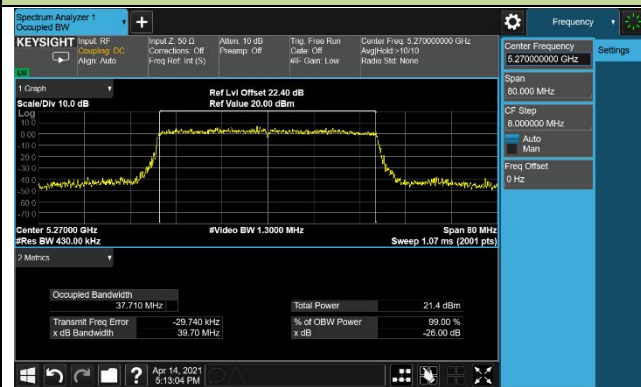 Spectrum Analyzer 1
Occupied BW
Frequency
KEYSIGHT
Input: RF
Coupling: DC
Align: Auto
Input Z: 50 Ω
Corrections: Off
Freq Ref: Int (S)
Atten: 10 dB
Preamp: Off
Trig: Free Run
Gate: Off
#IF Gain: Low
Center Freq: 5.270000000 GHz
Avg|Hold:>10/10
Radio Std: None
Center Frequency
5.270000000 GHz
Settings
Span
80.000 MHz
CF Step
8.000000 MHz
Auto
Man
Freq Offset
0 Hz
1 Graph
Scale/Div 10.0 dB
Ref Lvl Offset 22.40 dB
Ref Value 20.00 dBm
Log
10.0
0.00
-10.0
-20.0
-30.0
-40.0
-50.0
-60.0
-70.0
Center 5.27000 GHz
#Video BW 1.3000 MHz
Span 80 MHz
#Res BW 430.00 kHz
Sweep 1.07 ms (2001 pts)
2 Metrics
Occupied Bandwidth
37.710 MHz
Total Power 21.4 dBm
Transmit Freq Error -29.740 kHz
% of OBW Power 99.00 %
x dB Bandwidth 39.70 MHz
x dB -26.00 dB
?
Apr 14, 2021
5:13:04 PM